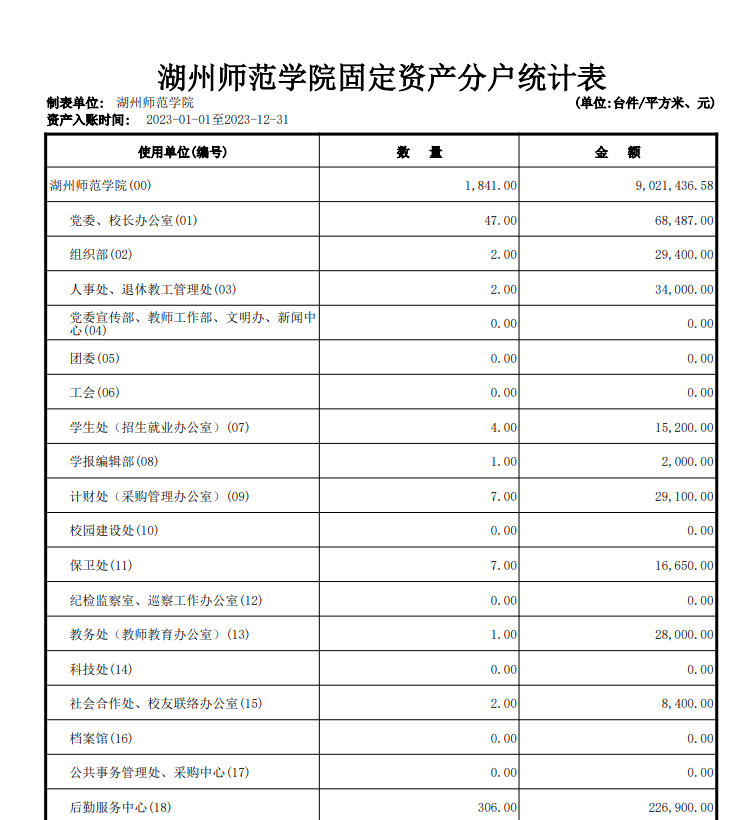 湖州师范学院固定资产分户统计表
制表单位： 湖州师范学院 (单位:台件/平方米、元)
资产入账时间： 2023-01-01至2023-12-31
使用单位(编号) 数 量 金 额
湖州师范学院(00) 1,841.00 9,021,436.58
党委、校长办公室(01) 47.00 68,487.00
组织部(02) 2.00 29,400.00
人事处、退休教工管理处(03) 2.00 34,000.00
党委宣传部、教师工作部、文明办、新闻中
心(04) 0.00 0.00
团委(05) 0.00 0.00
工会(06) 0.00 0.00
学生处（招生就业办公室）(07) 4.00 15,200.00
学报编辑部(08) 1.00 2,000.00
计财处（采购管理办公室）(09) 7.00 29,100.00
校园建设处(10) 0.00 0.00
保卫处(11) 7.00 16,650.00
纪检监察室、巡察工作办公室(12) 0.00 0.00
教务处（教师教育办公室）(13) 1.00 28,000.00
科技处(14) 0.00 0.00
社会合作处、校友联络办公室(15) 2.00 8,400.00
档案馆(16) 0.00 0.00
公共事务管理处、采购中心(17) 0.00 0.00
后勤服务中心(18) 306.00 226,900.00